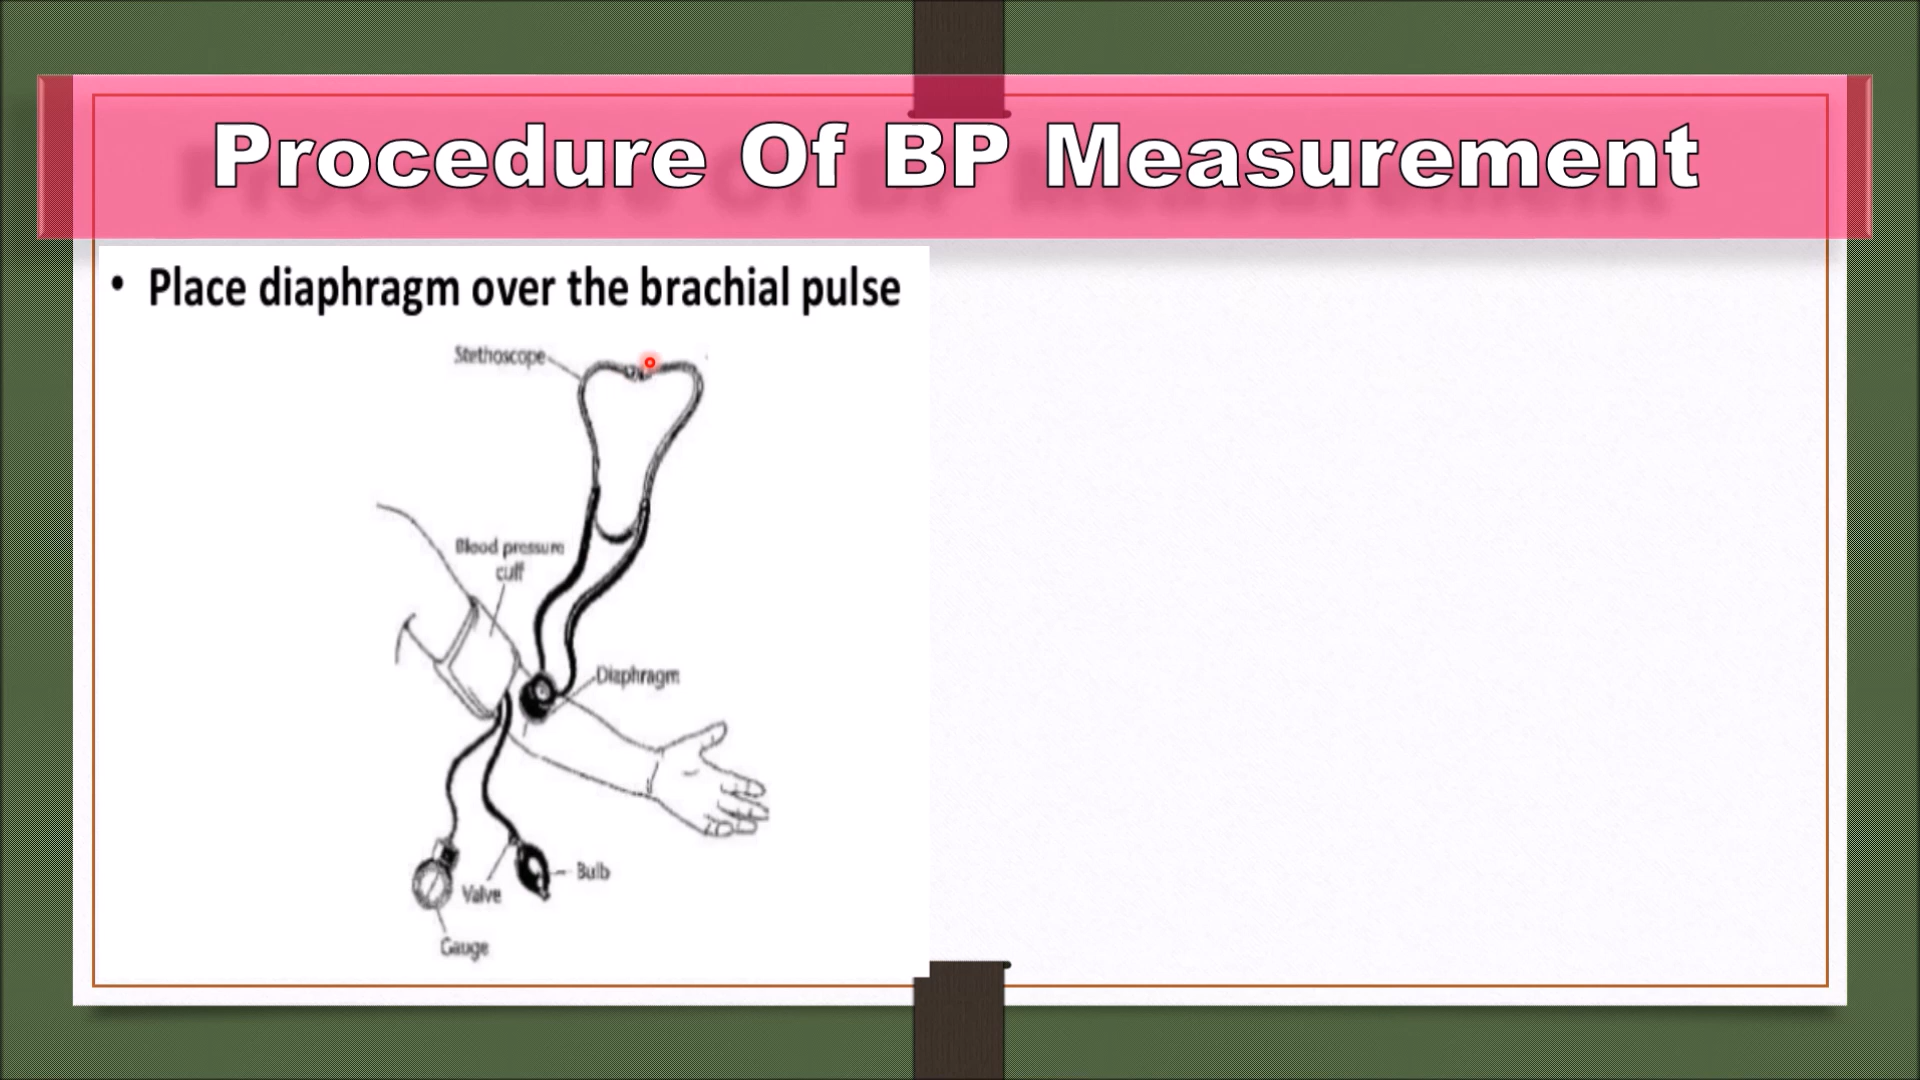 Procedure Of BP Measurement
• Place diaphragm over the brachial pulse
Stethoscope
Blood pressure
cuff
Diaphragm
Bulb
Valve
Gauge